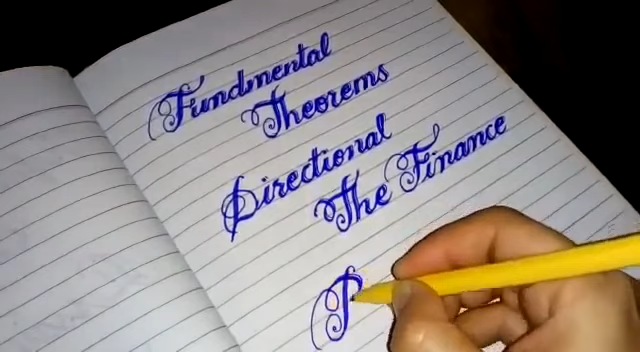 Fundmental
Theorems
Directional
The Finance
P